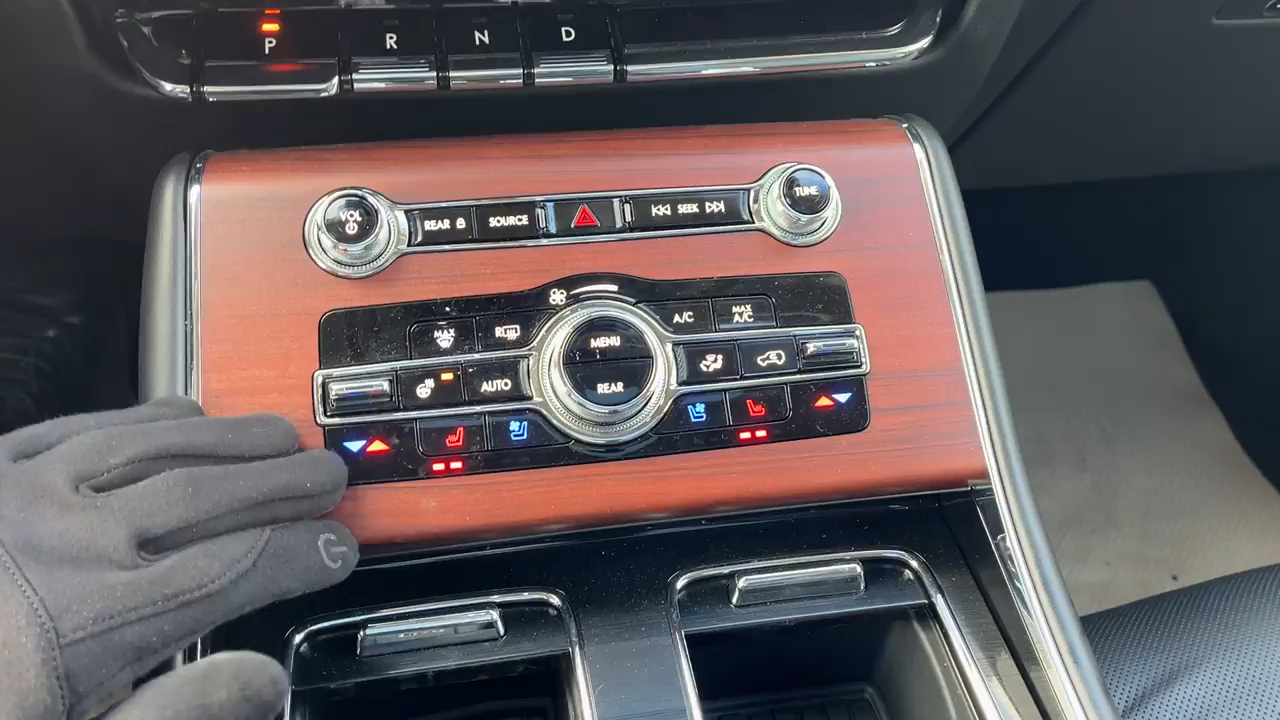 P R N D
VOL
REAR
SOURCE
SEEK
TUNE
MAX
R
A/C
MAX
A/C
MENU
AUTO
REAR
G